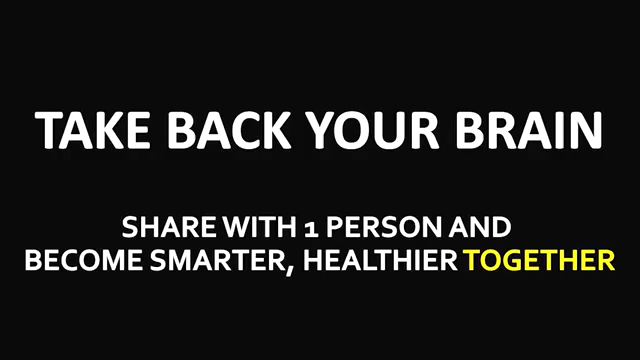 TAKE BACK YOUR BRAIN
SHARE WITH 1 PERSON AND
BECOME SMARTER, HEALTHIER TOGETHER